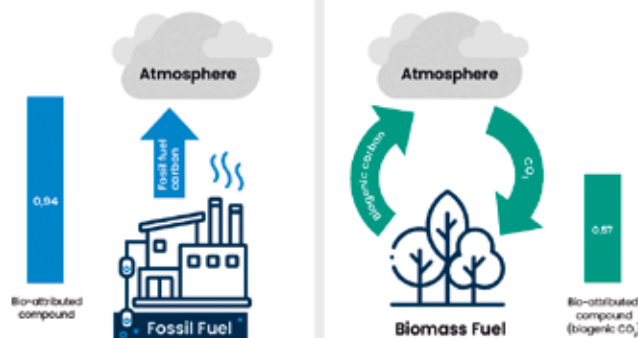 Atmosphere
Fosil fuel
carbon
0,94
Bio-attributed
compound
Fossil Fuel
Atmosphere
Biogenic carbon
CO₂
0.57
Biomass Fuel
Bio-attributed
compound
(biogenic CO₂)